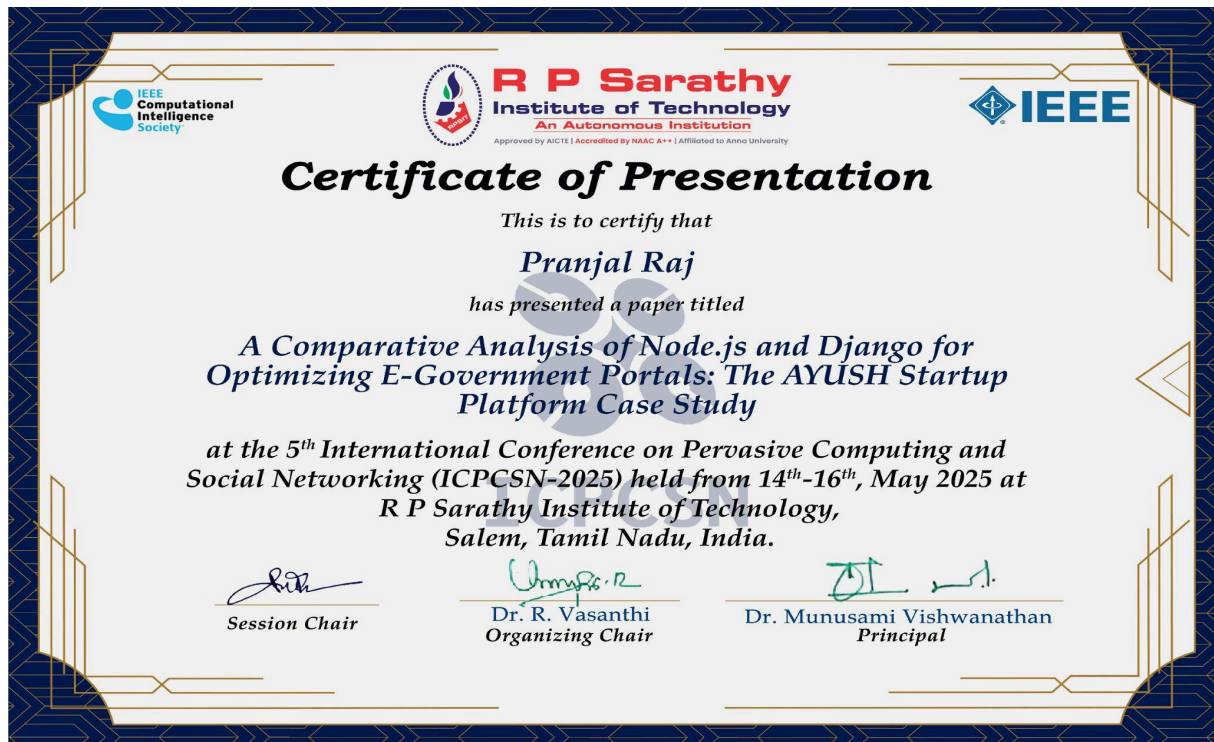 IEEE
Computational
Intelligence
Society
RPSIT
R P Sarathy
Institute of Technology
An Autonomous Institution
Approved by AICTE | Accredited By NAAC A++ | Affiliated to Anna University
IEEE
Certificate of Presentation
This is to certify that
Pranjal Raj
has presented a paper titled
A Comparative Analysis of Node.js and Django for
Optimizing E-Government Portals: The AYUSH Startup
Platform Case Study
at the 5th International Conference on Pervasive Computing and
Social Networking (ICPCSN-2025) held from 14th-16th, May 2025 at
R P Sarathy Institute of Technology,
ICPCSN
Salem, Tamil Nadu, India.
Session Chair
Dr. R. Vasanthi
Organizing Chair
Dr. Munusami Vishwanathan
Principal